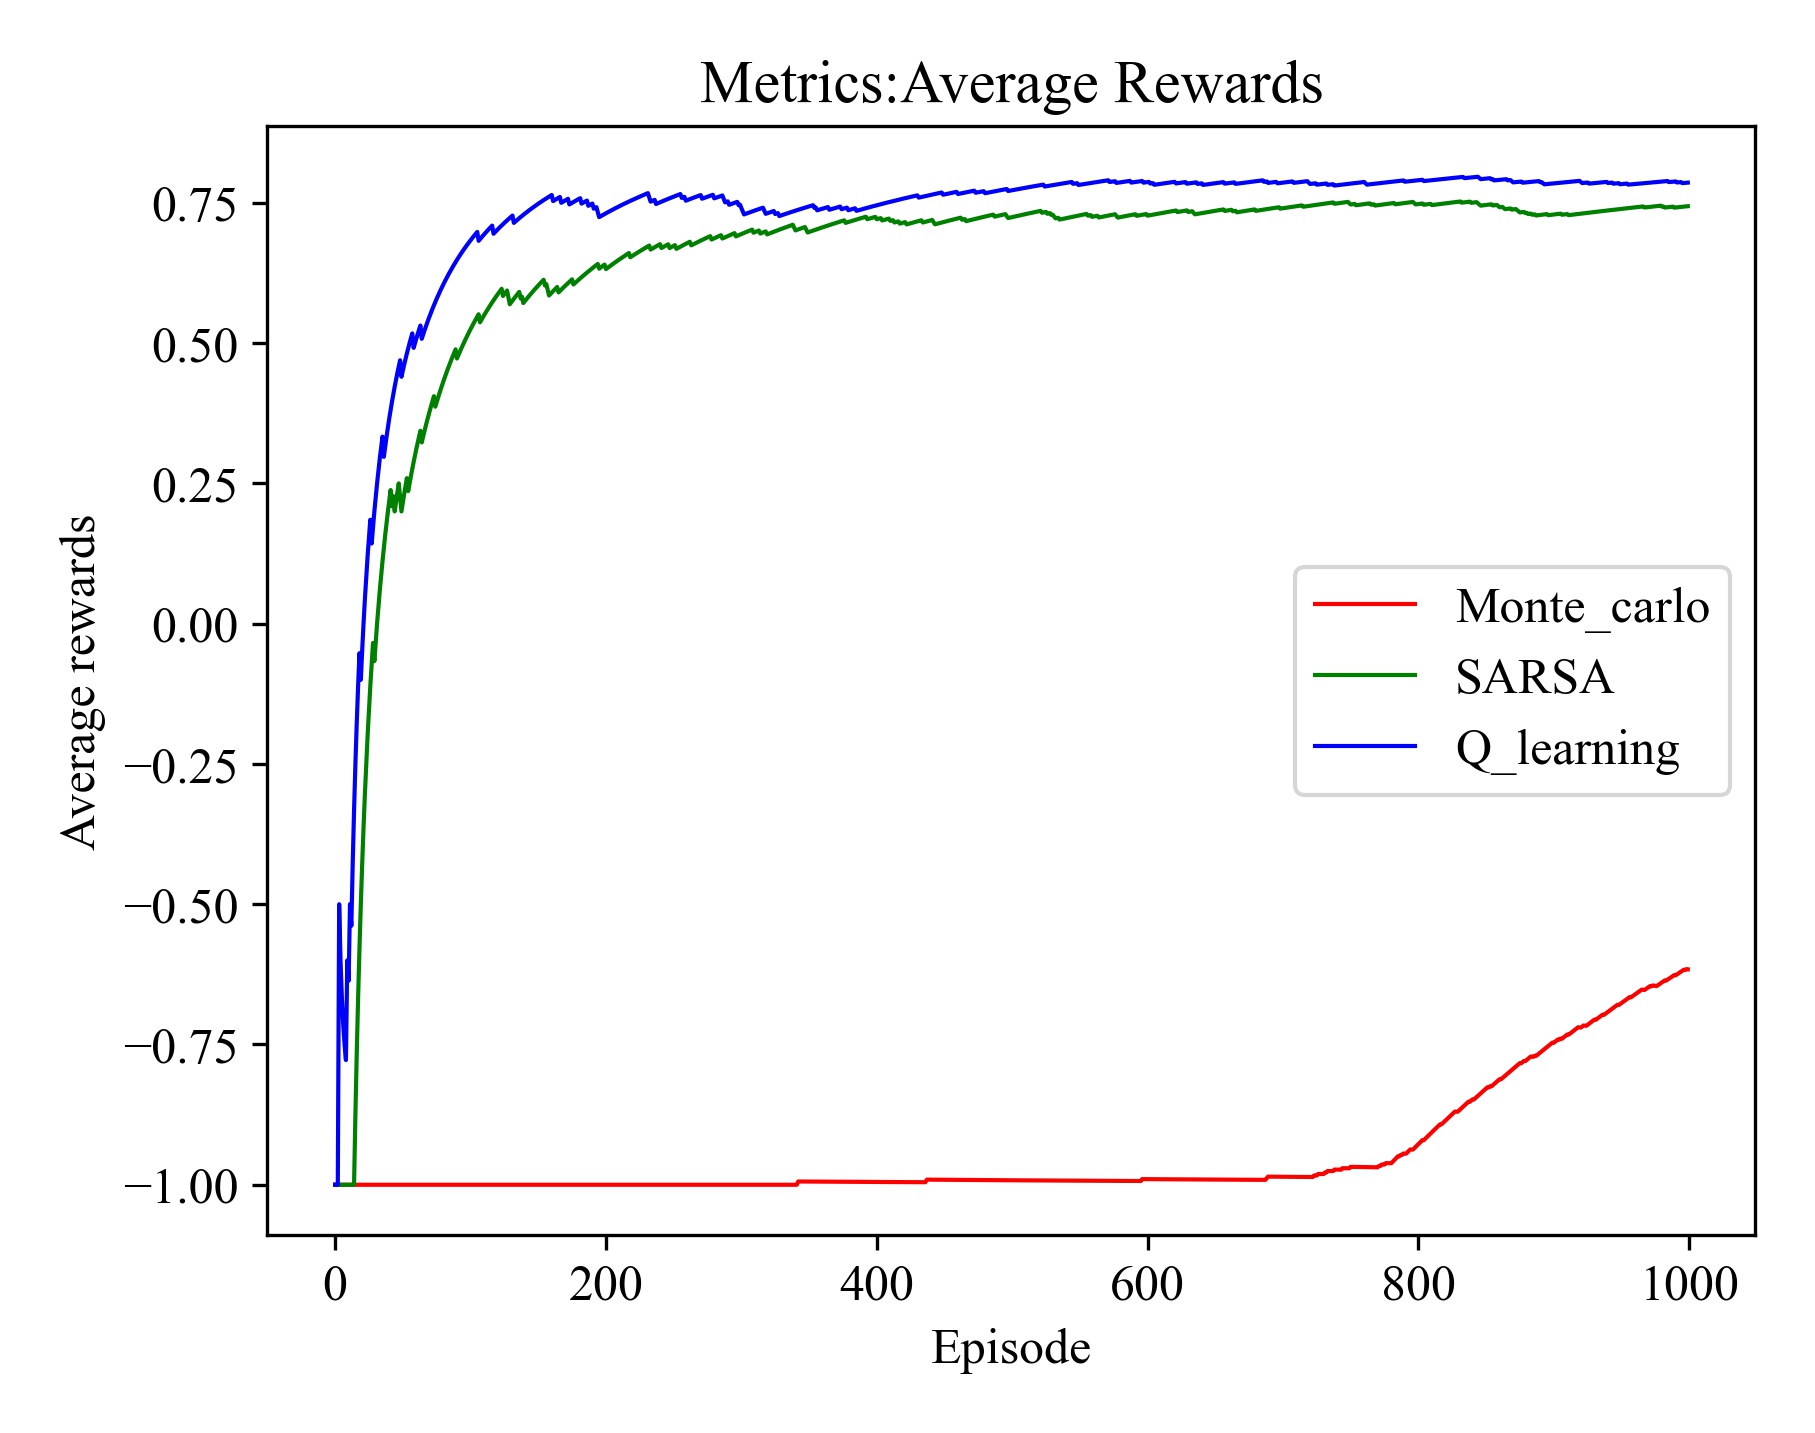 Metrics:Average Rewards
Average rewards
0.75
0.50
0.25
0.00
−0.25
−0.50
−0.75
−1.00
Monte_carlo
SARSA
Q_learning
0 200 400 600 800 1000
Episode